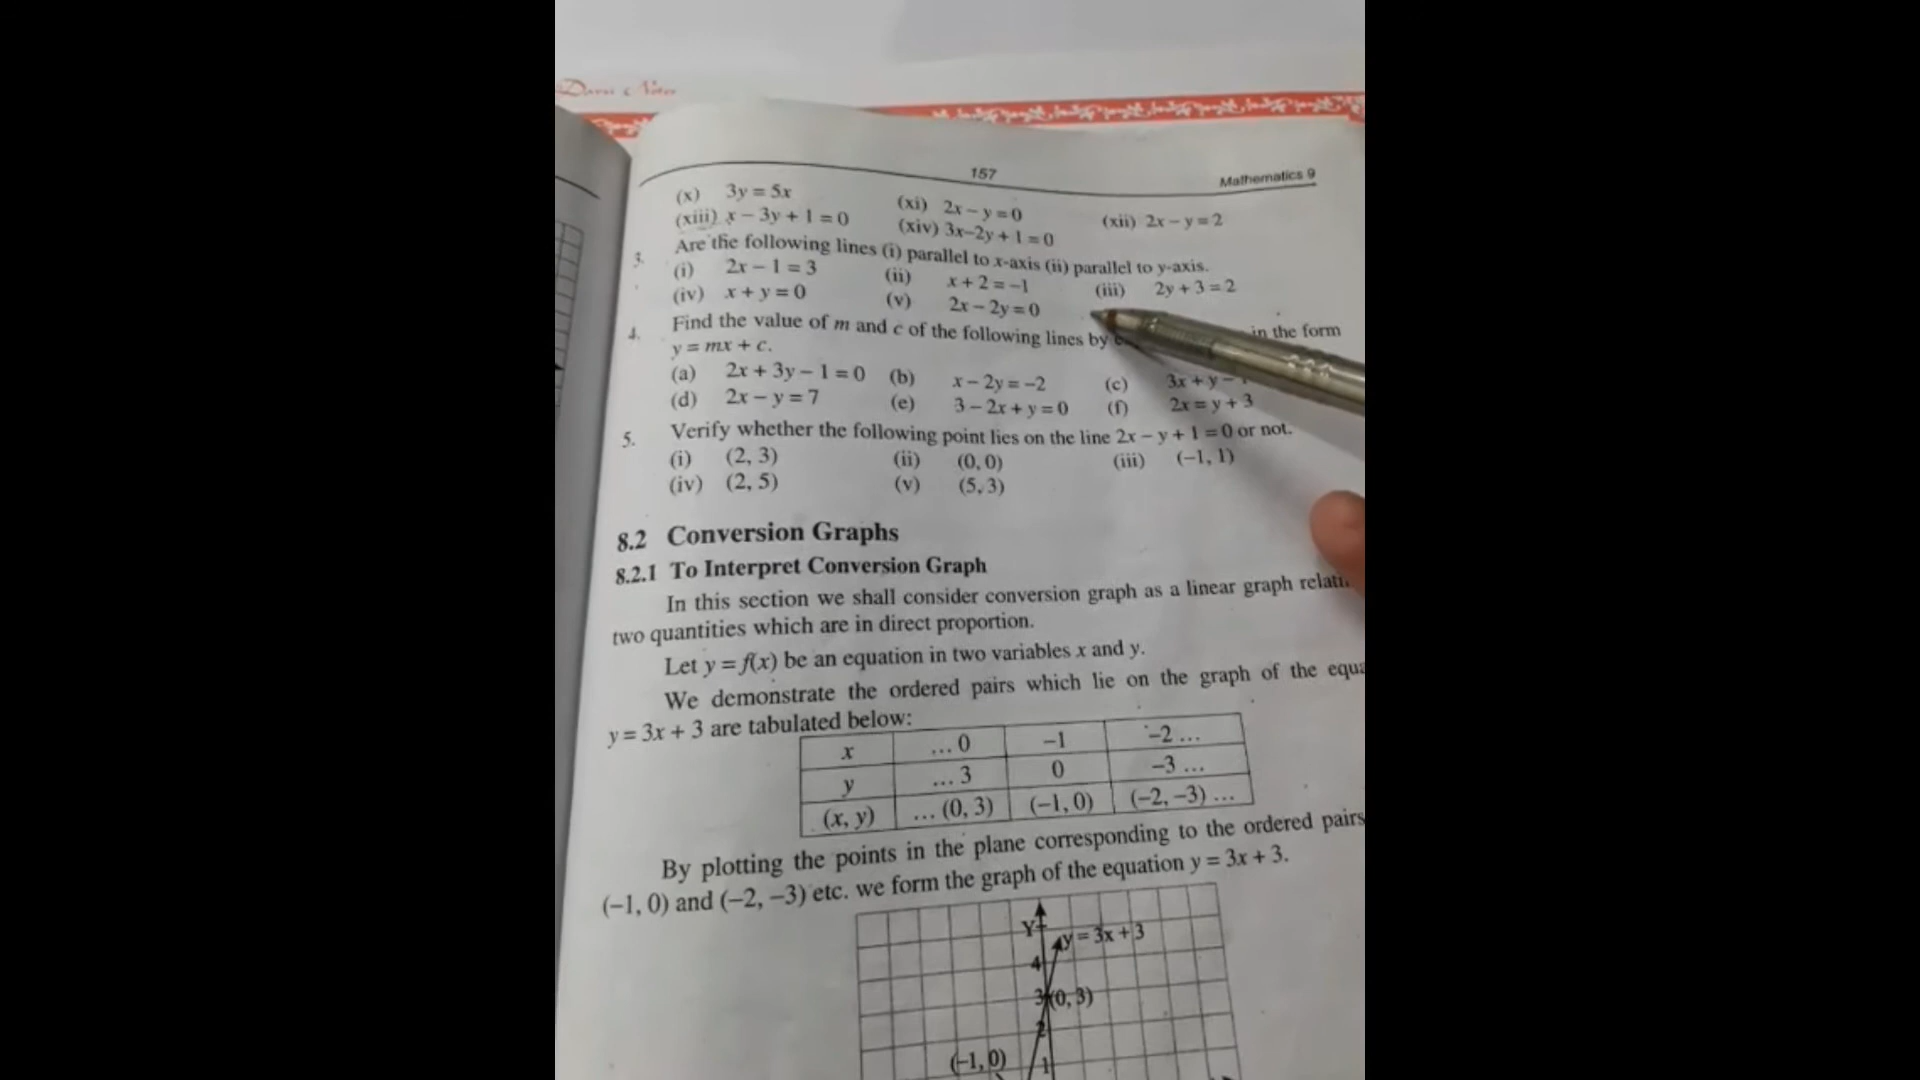 157
Mathematics 9
(x) 3y = 5x (xi) 2x – y = 0 (xii) 2x – y = 2
(xiii) x – 3y + 1 = 0 (xiv) 3x–2y + 1 = 0
3. Are the following lines (i) parallel to x-axis (ii) parallel to y-axis.
(i) 2x – 1 = 3 (ii) x + 2 = –1 (iii) 2y + 3 = 2
(iv) x + y = 0 (v) 2x – 2y = 0
4. Find the value of m and c of the following lines by in the form
y = mx + c.
(a) 2x + 3y – 1 = 0 (b) x – 2y = –2 (c) 3x + y –
(d) 2x – y = 7 (e) 3 – 2x + y = 0 (f) 2x = y + 3
5. Verify whether the following point lies on the line 2x – y + 1 = 0 or not.
(i) (2, 3) (ii) (0, 0) (iii) (–1, 1)
(iv) (2, 5) (v) (5, 3)
8.2 Conversion Graphs
8.2.1 To Interpret Conversion Graph
In this section we shall consider conversion graph as a linear graph
two quantities which are in direct proportion.
Let y = f(x) be an equation in two variables x and y.
We demonstrate the ordered pairs which lie on the graph of the equa
y = 3x + 3 are tabulated below:
x … 0 –1 –2 …
y … 3 0 –3 …
(x, y) … (0, 3) (–1, 0) (–2, –3) …
By plotting the points in the plane corresponding to the ordered pairs
(–1, 0) and (–2, –3) etc. we form the graph of the equation y = 3x + 3.
Y
y = 3x + 3
4
3 (0, 3)
2
(–1, 0) 1